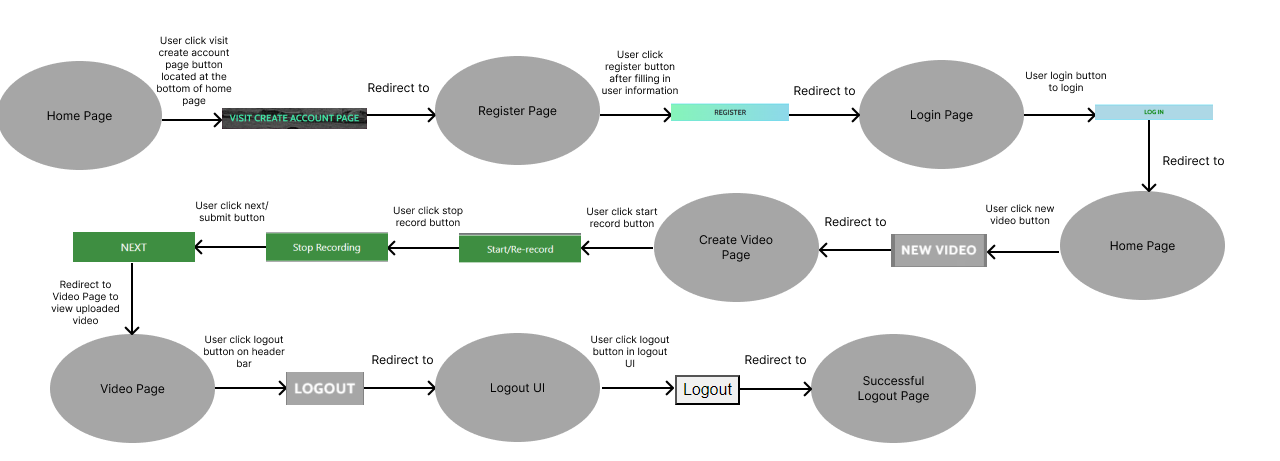 Home Page
User click visit
create account
page button
located at the
bottom of home
page
VISIT CREATE ACCOUNT PAGE
Redirect to
Register Page
User click
register button
after filling in
user information
REGISTER
Redirect to
Login Page
User login button
to login
LOG IN
Redirect to
Home Page
User click new
video button
NEW VIDEO
Redirect to
Create Video
Page
User click start
record button
Start/Re-record
User click stop
record button
Stop Recording
User click next/
submit button
NEXT
Redirect to
Video Page to
view uploaded
video
Video Page
User click logout
button on header
bar
LOGOUT
Redirect to
Logout UI
User click logout
button in logout
UI
Logout
Redirect to
Successful
Logout Page